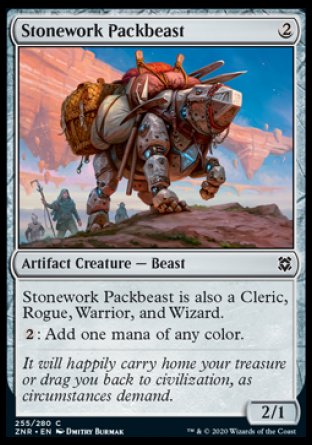 Stonework Packbeast 2
Artifact Creature — Beast
Stonework Packbeast is also a Cleric,
Rogue, Warrior, and Wizard.
2: Add one mana of any color.
It will happily carry home your treasure
or drag you back to civilization, as
circumstances demand.
2/1
255/280 C
ZNR • EN Dmitry Burmak
™ & © 2020 Wizards of the Coast